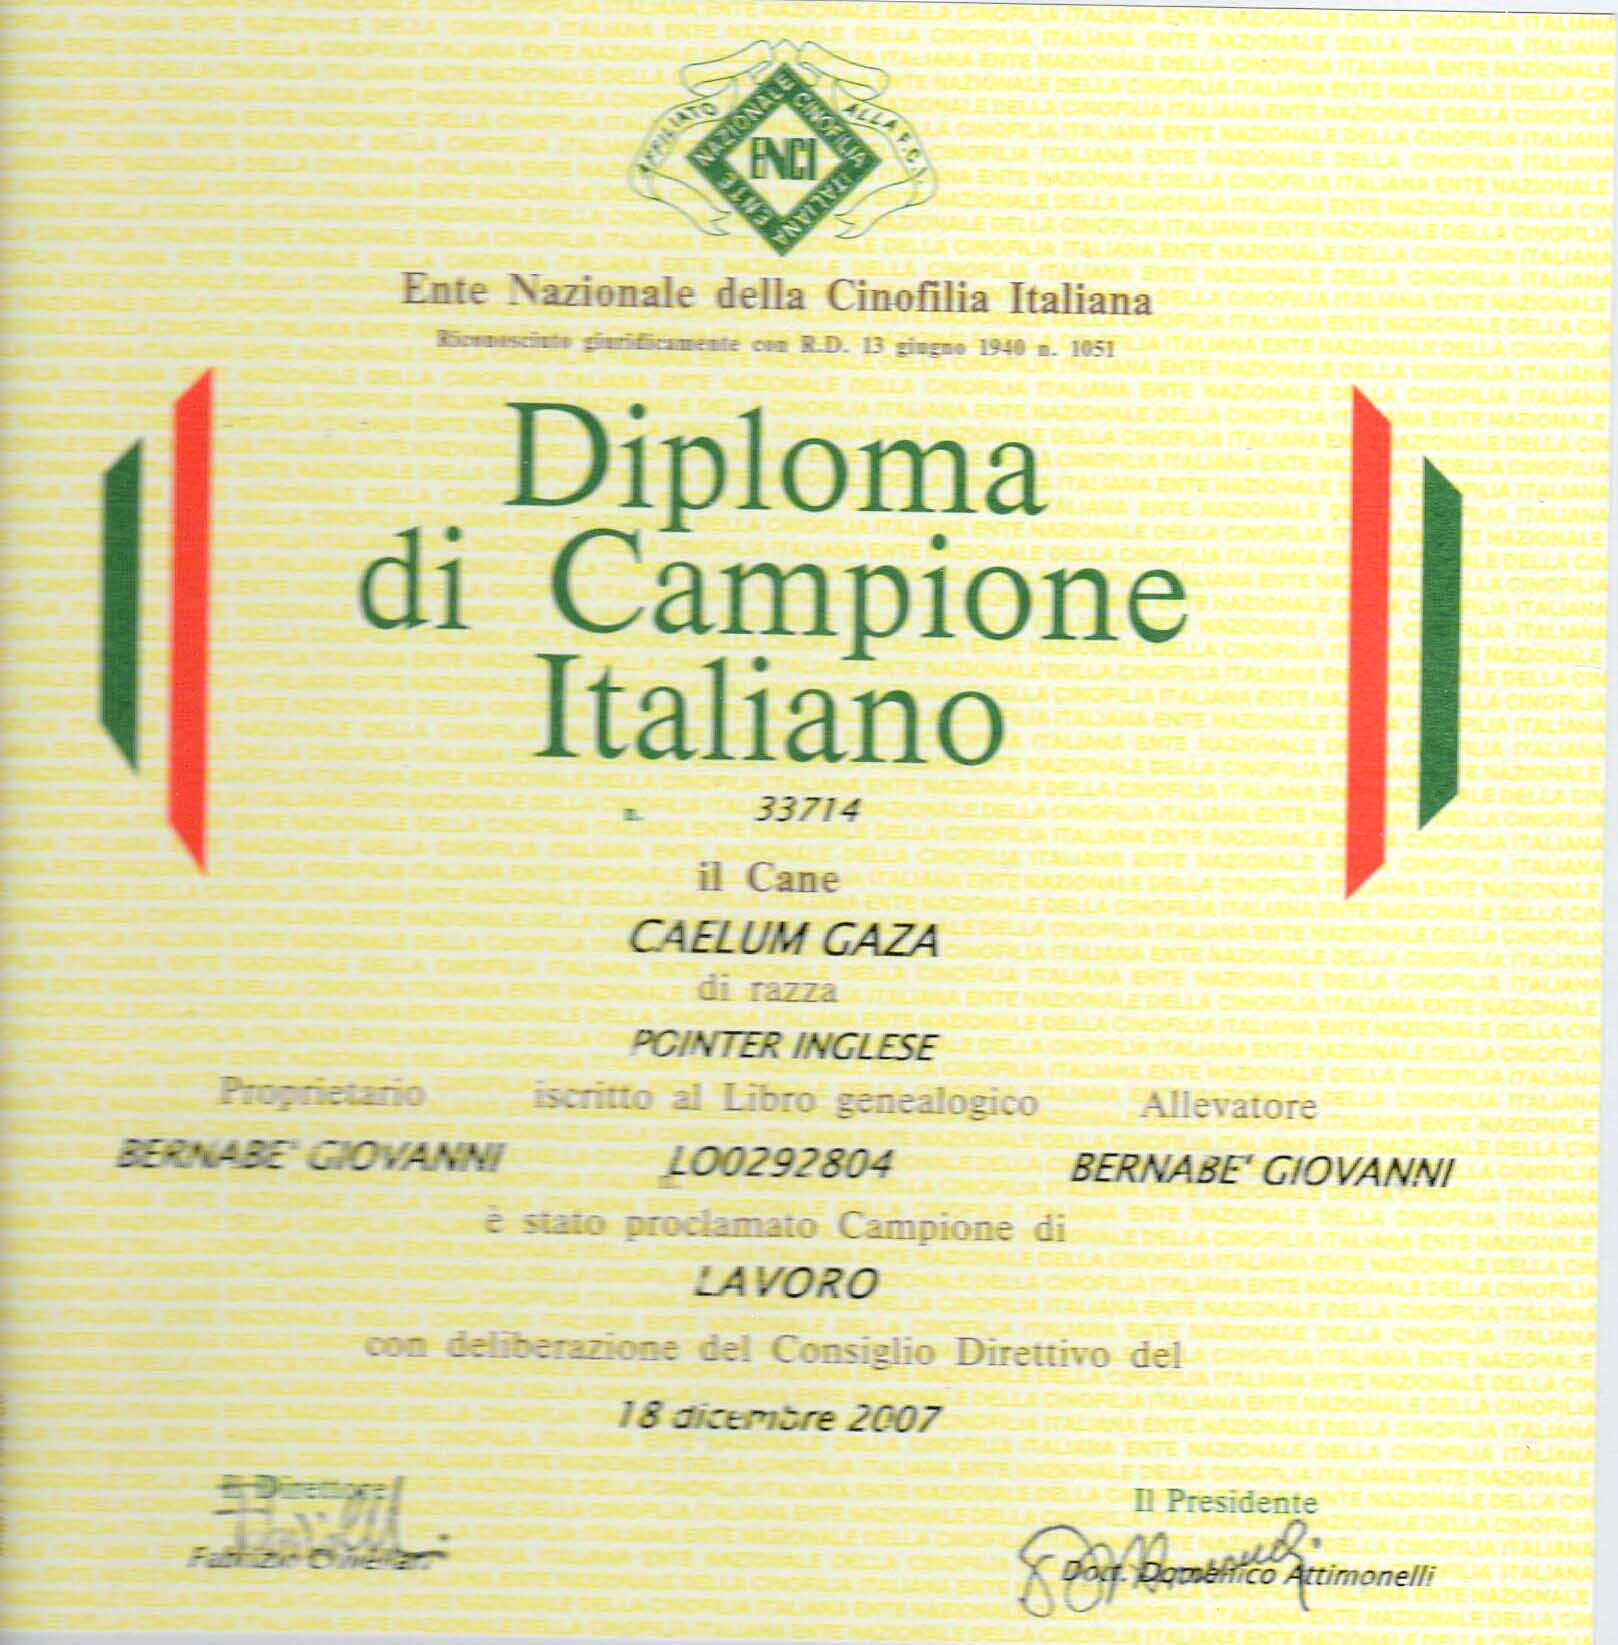 AFFILIATO ALLA F.C.I.
ENTE NAZIONALE CINOFILIA ITALIANA
ENCI
Ente Nazionale della Cinofilia Italiana
Riconosciuto giuridicamente con R.D. 13 giugno 1940 n. 1051
Diploma
di Campione
Italiano
n. 33714
il Cane
CAELUM GAZA
di razza
POINTER INGLESE
Proprietario iscritto al Libro genealogico Allevatore
BERNABE' GIOVANNI LO0292804 BERNABE' GIOVANNI
è stato proclamato Campione di
LAVORO
con deliberazione del Consiglio Direttivo del
18 dicembre 2007
Il Direttore Il Presidente
Fabrizio Crivellari Dott. Domenico Attimonelli